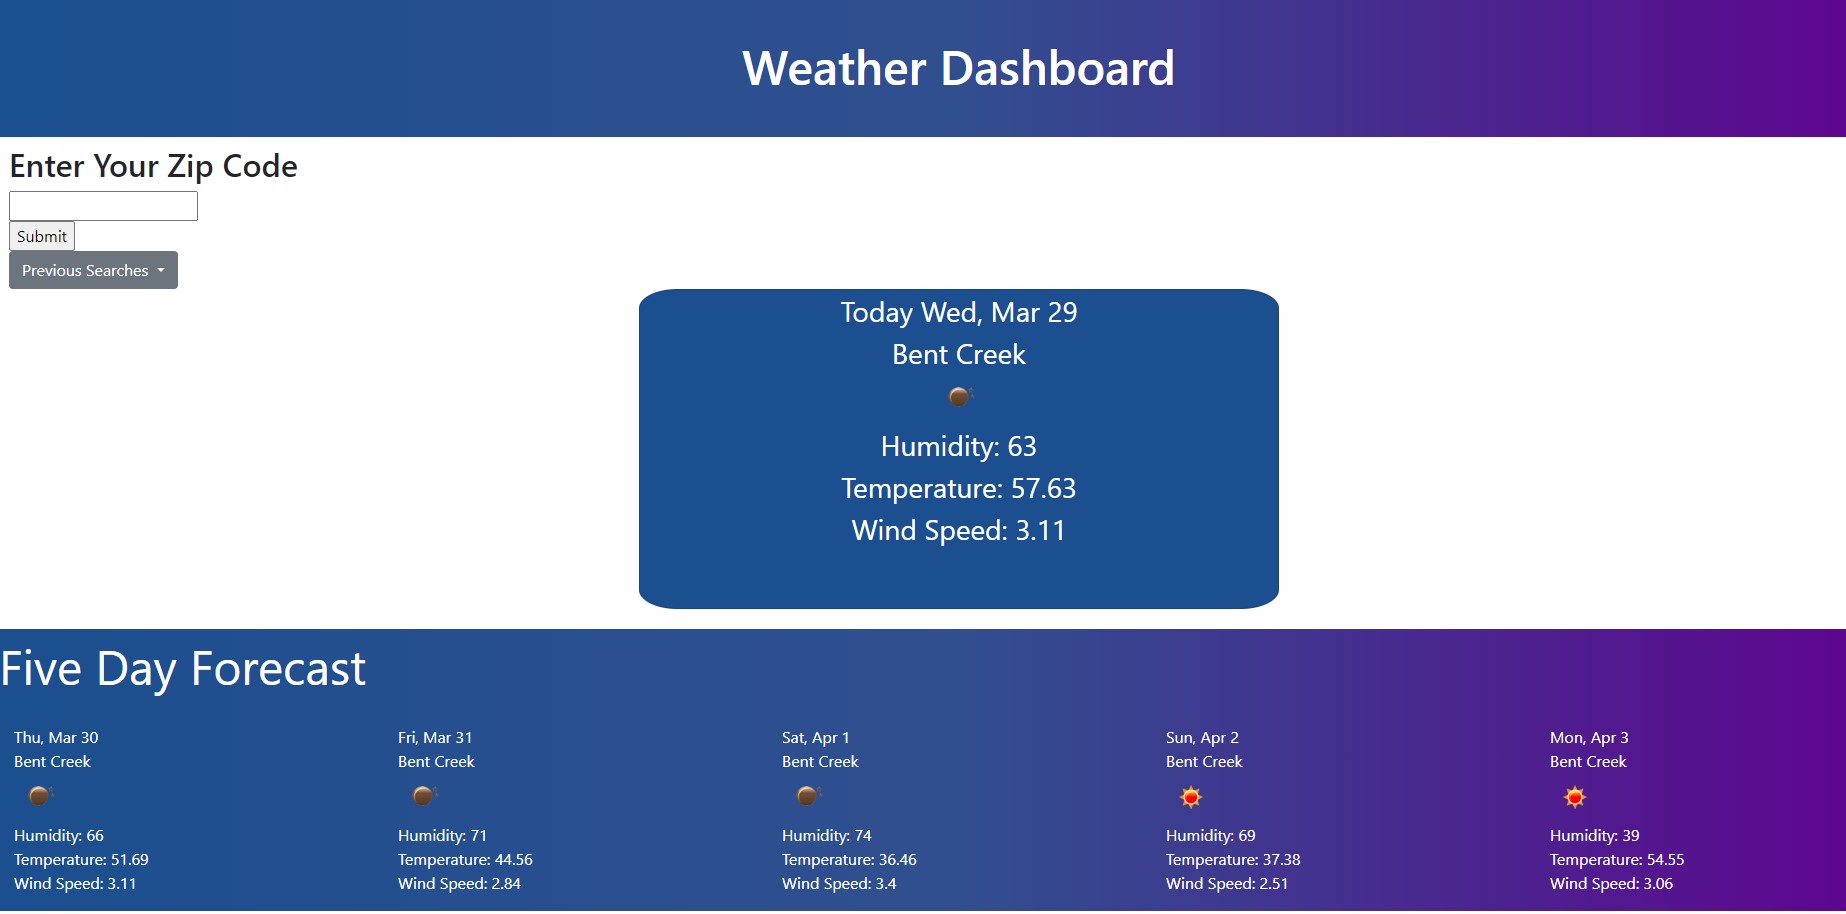 Weather Dashboard
Enter Your Zip Code
Submit
Previous Searches
Today Wed, Mar 29
Bent Creek
Humidity: 63
Temperature: 57.63
Wind Speed: 3.11
Five Day Forecast
Thu, Mar 30
Bent Creek
Humidity: 66
Temperature: 51.69
Wind Speed: 3.11
Fri, Mar 31
Bent Creek
Humidity: 71
Temperature: 44.56
Wind Speed: 2.84
Sat, Apr 1
Bent Creek
Humidity: 74
Temperature: 36.46
Wind Speed: 3.4
Sun, Apr 2
Bent Creek
Humidity: 69
Temperature: 37.38
Wind Speed: 2.51
Mon, Apr 3
Bent Creek
Humidity: 39
Temperature: 54.55
Wind Speed: 3.06